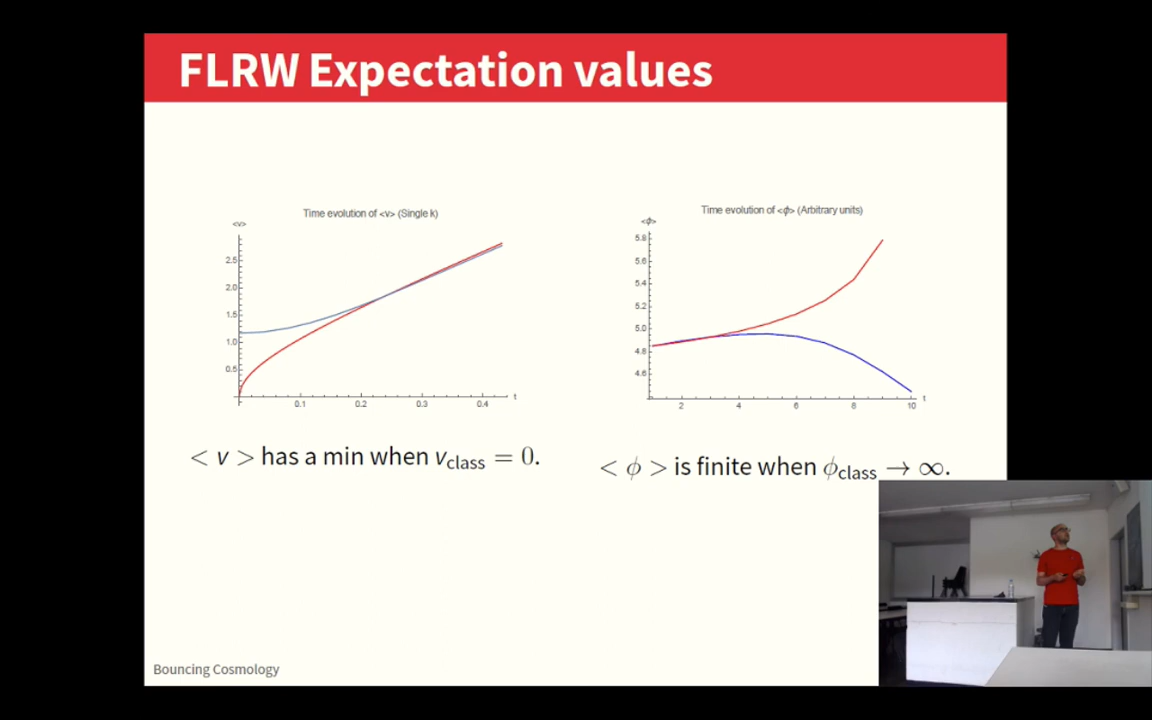 FLRW Expectation values
Time evolution of <v> (Single k)
<v>
2.5
2.0
1.5
1.0
0.5
0.1 0.2 0.3 0.4 t
< v > has a min when v_class = 0.
Time evolution of <ϕ> (Arbitrary units)
<ϕ>
5.8
5.6
5.4
5.2
5.0
4.8
4.6
2 4 6 8 10 t
< ϕ > is finite when ϕ_class → ∞.
Bouncing Cosmology